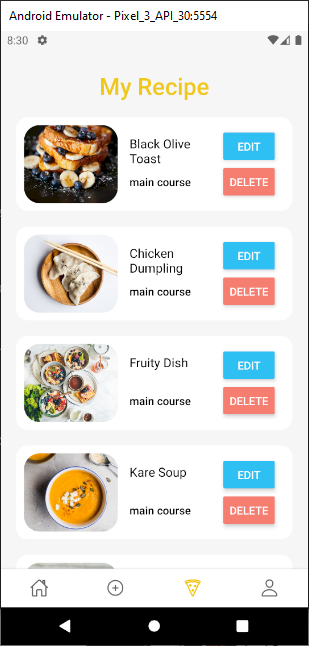 Android Emulator - Pixel_3_API_30:5554
8:30
My Recipe
Black Olive
Toast
main course
EDIT
DELETE
Chicken
Dumpling
main course
EDIT
DELETE
Fruity Dish
main course
EDIT
DELETE
Kare Soup
main course
EDIT
DELETE